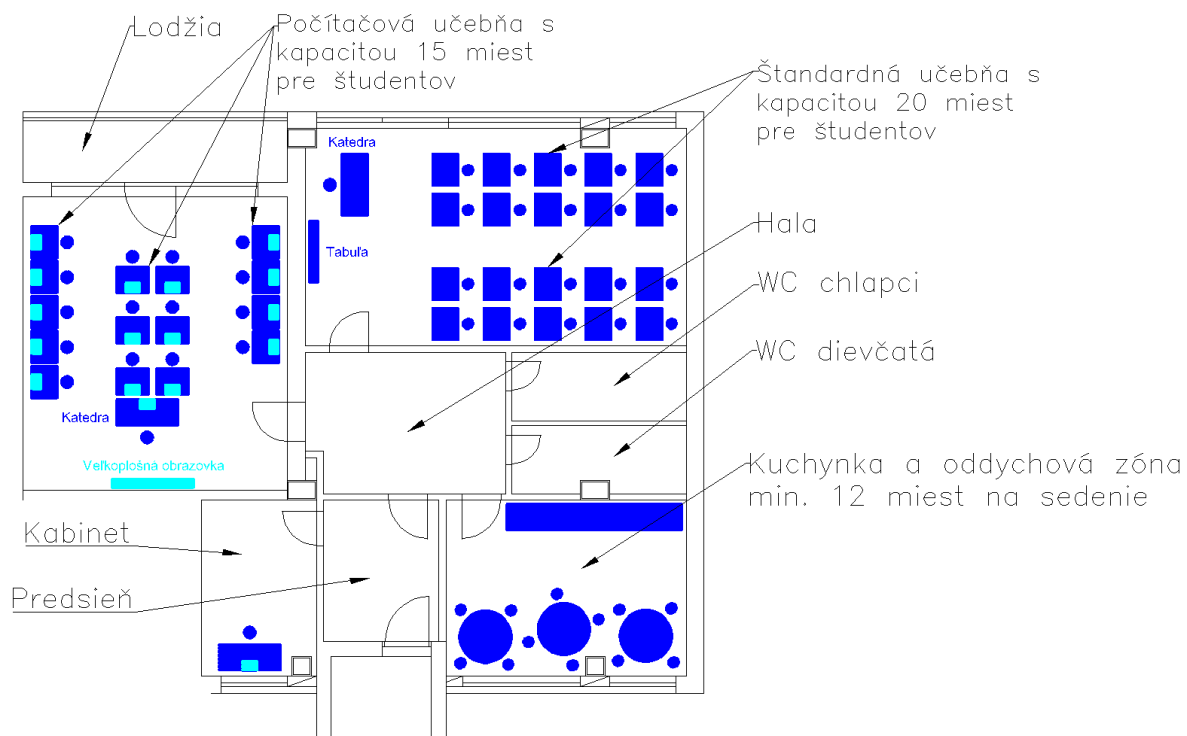 Lodžia
Počítačová učebňa s
kapacitou 15 miest
pre študentov
Štandardná učebňa s
kapacitou 20 miest
pre študentov
Katedra
Tabuľa
Hala
WC chlapci
WC dievčatá
Katedra
Veľkoplošná obrazovka
Kuchynka a oddychová zóna
min. 12 miest na sedenie
Kabinet
Predsieň